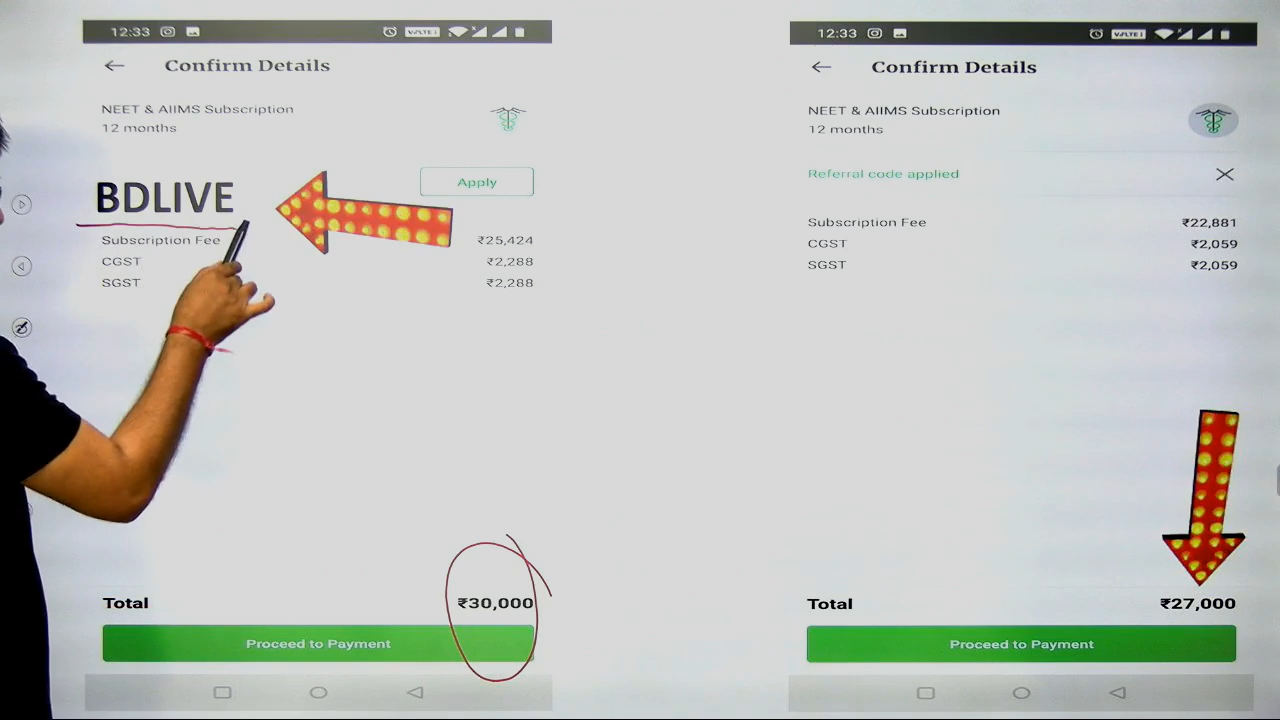 12:33
VoLTE
Confirm Details
NEET & AIIMS Subscription
12 months
BDLIVE
Apply
Subscription Fee ₹25,424
CGST ₹2,288
SGST ₹2,288
Total ₹30,000
Proceed to Payment
12:33
VoLTE
Confirm Details
NEET & AIIMS Subscription
12 months
Referral code applied
Subscription Fee ₹22,881
CGST ₹2,059
SGST ₹2,059
Total ₹27,000
Proceed to Payment